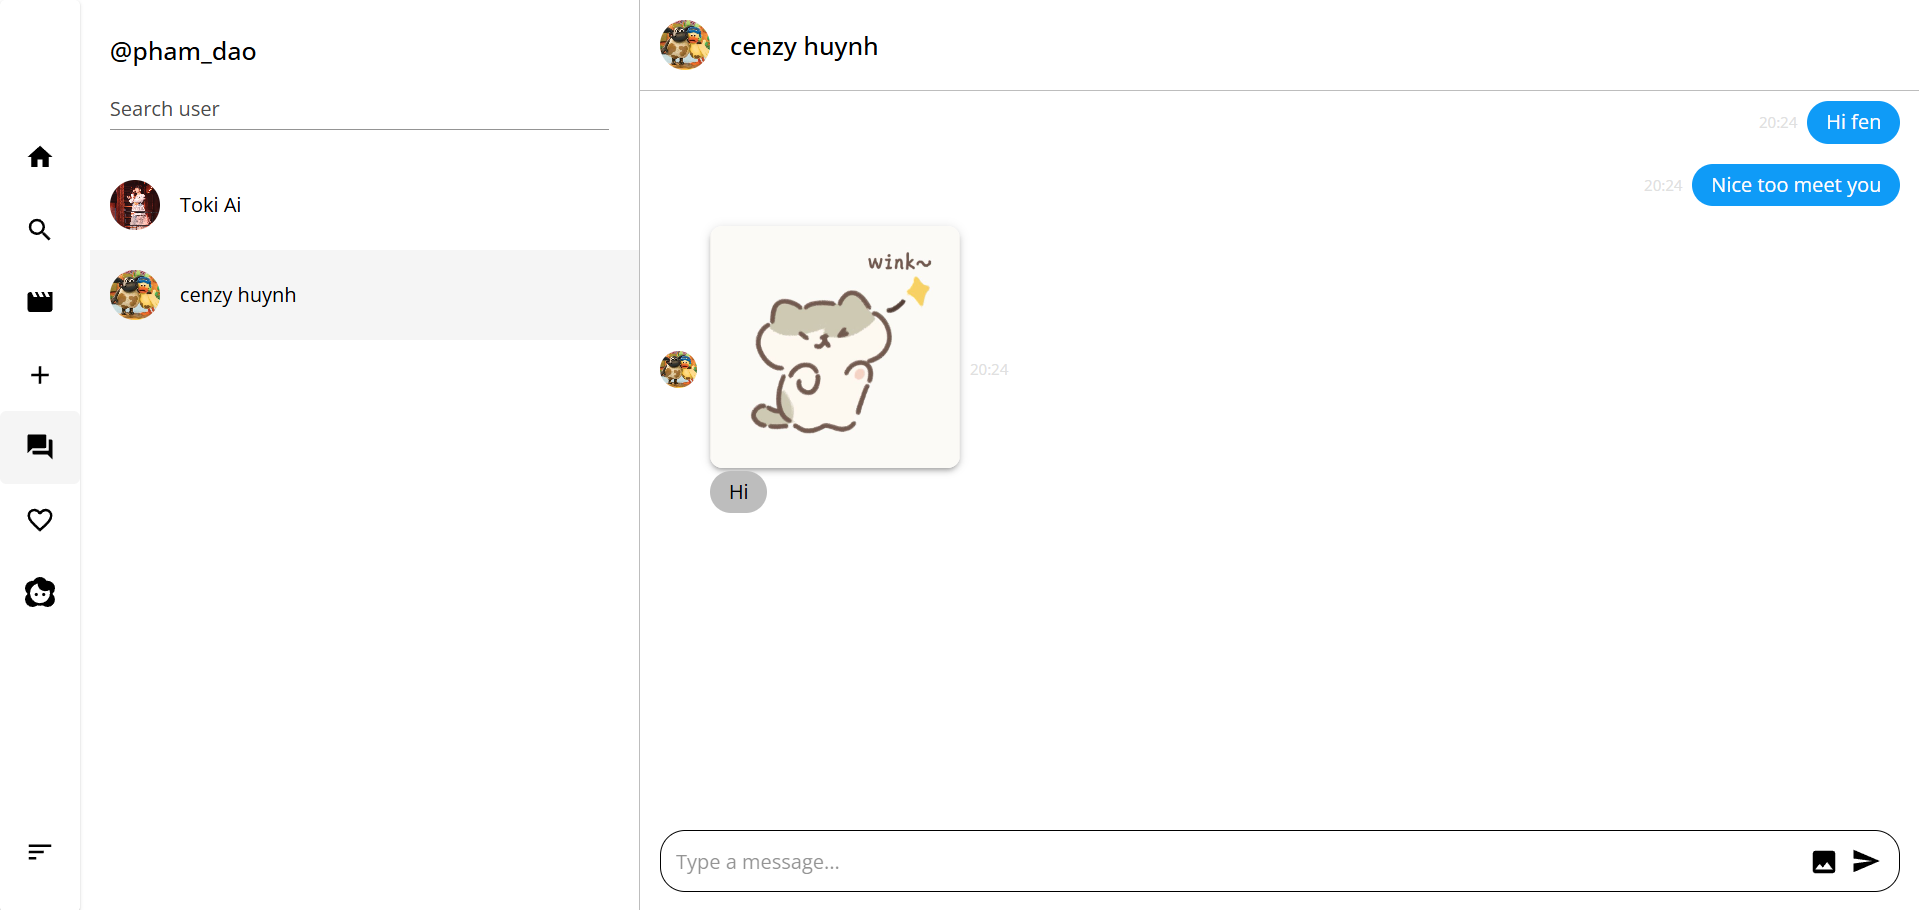 @pham_dao
Search user
Toki Ai
cenzy huynh
cenzy huynh
20:24 Hi fen
20:24 Nice too meet you
wink~
20:24
Hi
Type a message...